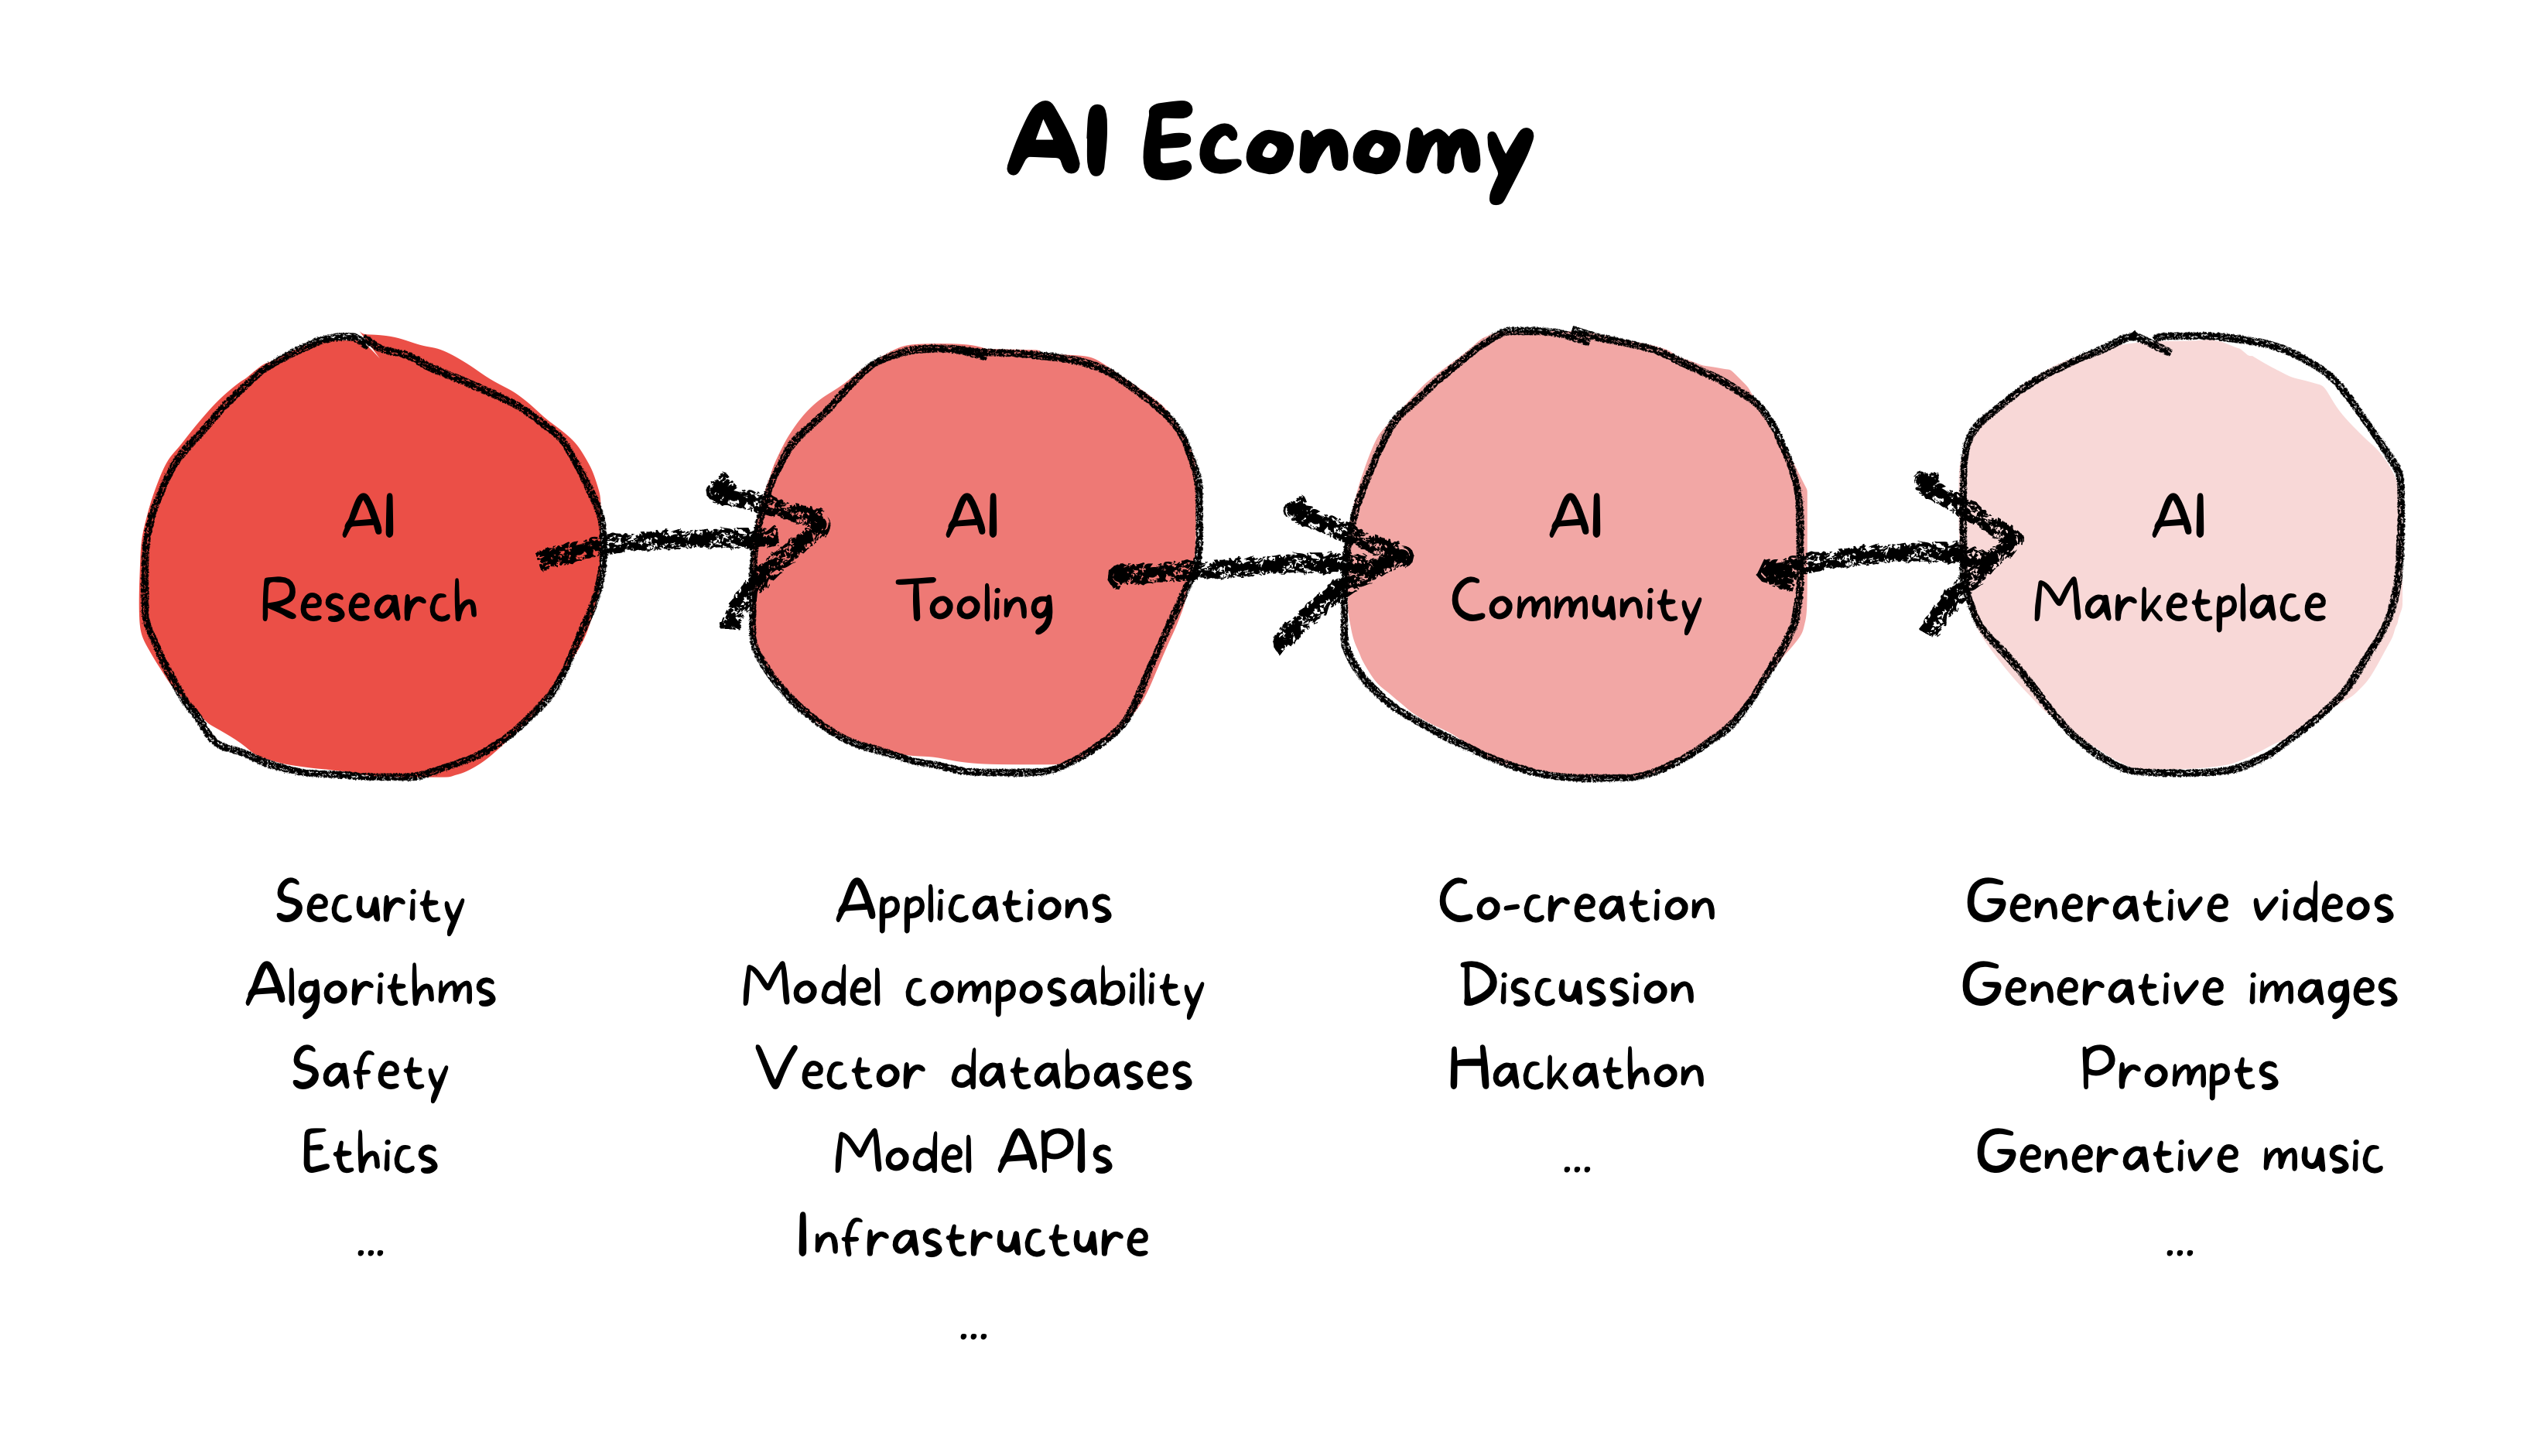 AI Economy
AI
Research
AI
Tooling
AI
Community
AI
Marketplace
Security
Algorithms
Safety
Ethics
...
Applications
Model composability
Vector databases
Model APIs
Infrastructure
...
Co-creation
Discussion
Hackathon
...
Generative videos
Generative images
Prompts
Generative music
...